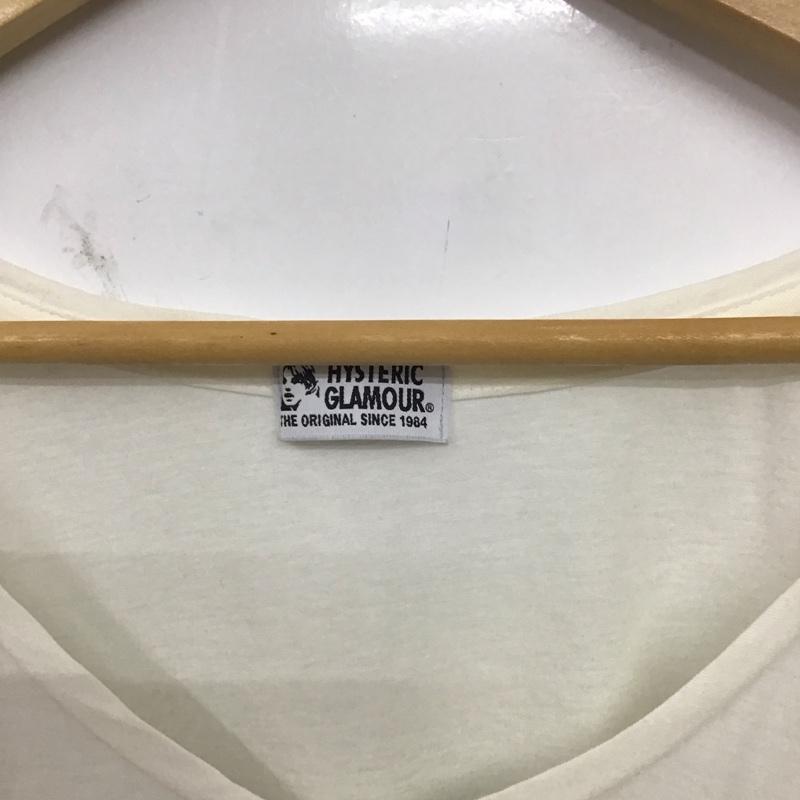 HYSTERIC
GLAMOUR®
THE ORIGINAL SINCE 1984